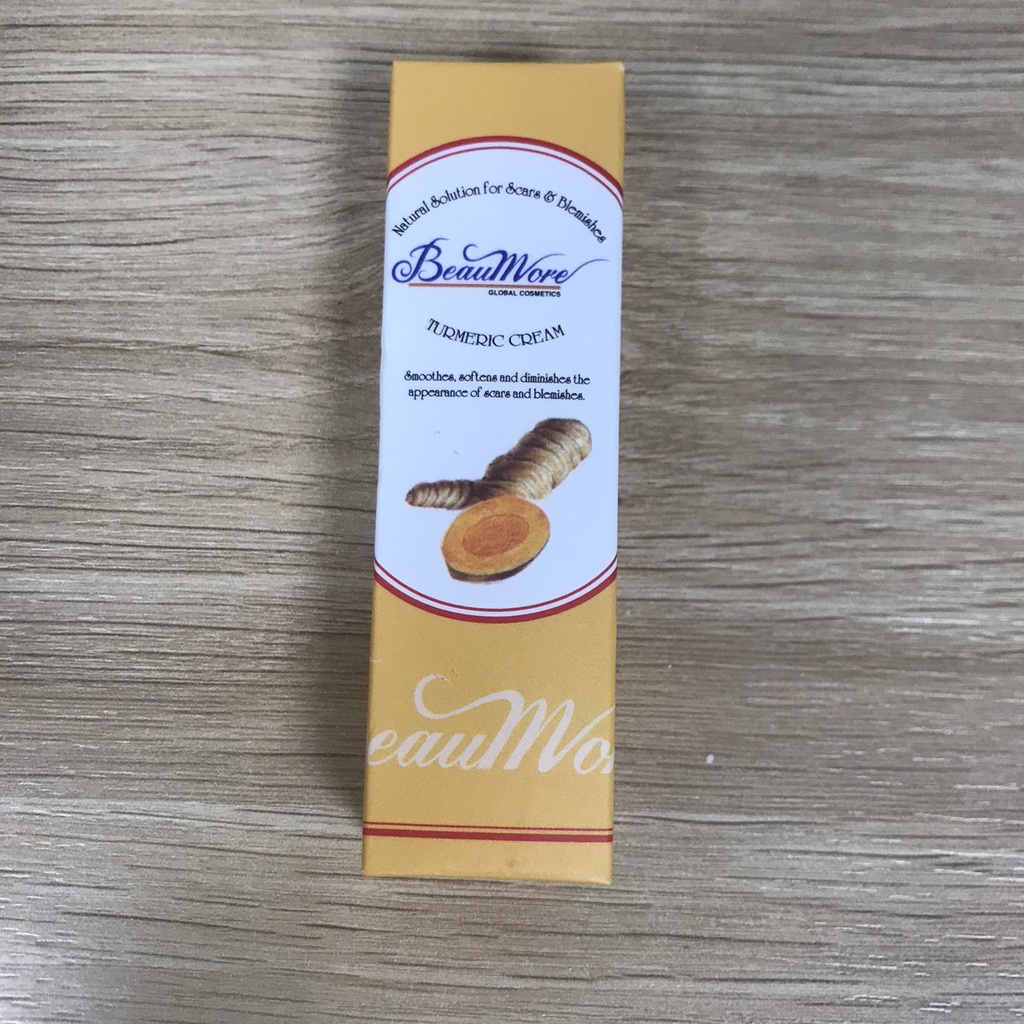 Natural Solution for Scars & Blemishes
BeauMore
GLOBAL COSMETICS
TURMERIC CREAM
Smoothes, softens and diminishes the
appearance of scars and blemishes.
eauMor